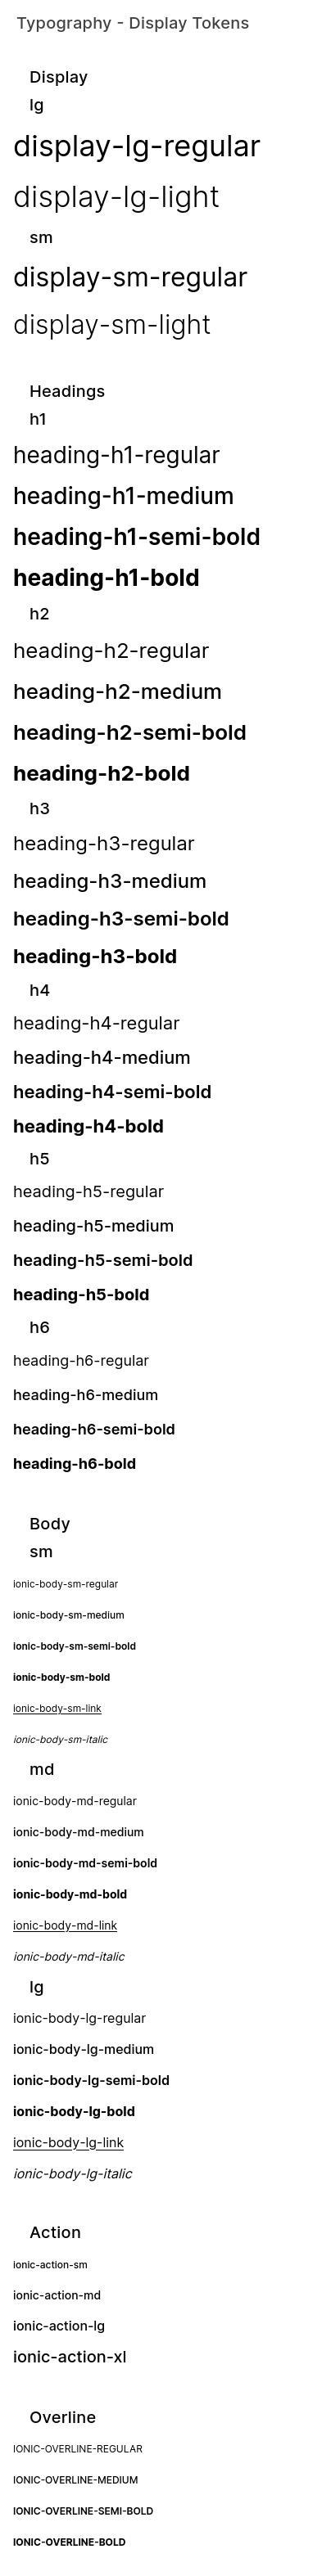 Typography - Display Tokens
Display
lg
display-lg-regular
display-lg-light
sm
display-sm-regular
display-sm-light
Headings
h1
heading-h1-regular
heading-h1-medium
heading-h1-semi-bold
heading-h1-bold
h2
heading-h2-regular
heading-h2-medium
heading-h2-semi-bold
heading-h2-bold
h3
heading-h3-regular
heading-h3-medium
heading-h3-semi-bold
heading-h3-bold
h4
heading-h4-regular
heading-h4-medium
heading-h4-semi-bold
heading-h4-bold
h5
heading-h5-regular
heading-h5-medium
heading-h5-semi-bold
heading-h5-bold
h6
heading-h6-regular
heading-h6-medium
heading-h6-semi-bold
heading-h6-bold
Body
sm
ionic-body-sm-regular
ionic-body-sm-medium
ionic-body-sm-semi-bold
ionic-body-sm-bold
ionic-body-sm-link
ionic-body-sm-italic
md
ionic-body-md-regular
ionic-body-md-medium
ionic-body-md-semi-bold
ionic-body-md-bold
ionic-body-md-link
ionic-body-md-italic
lg
ionic-body-lg-regular
ionic-body-lg-medium
ionic-body-lg-semi-bold
ionic-body-lg-bold
ionic-body-lg-link
ionic-body-lg-italic
Action
ionic-action-sm
ionic-action-md
ionic-action-lg
ionic-action-xl
Overline
IONIC-OVERLINE-REGULAR
IONIC-OVERLINE-MEDIUM
IONIC-OVERLINE-SEMI-BOLD
IONIC-OVERLINE-BOLD